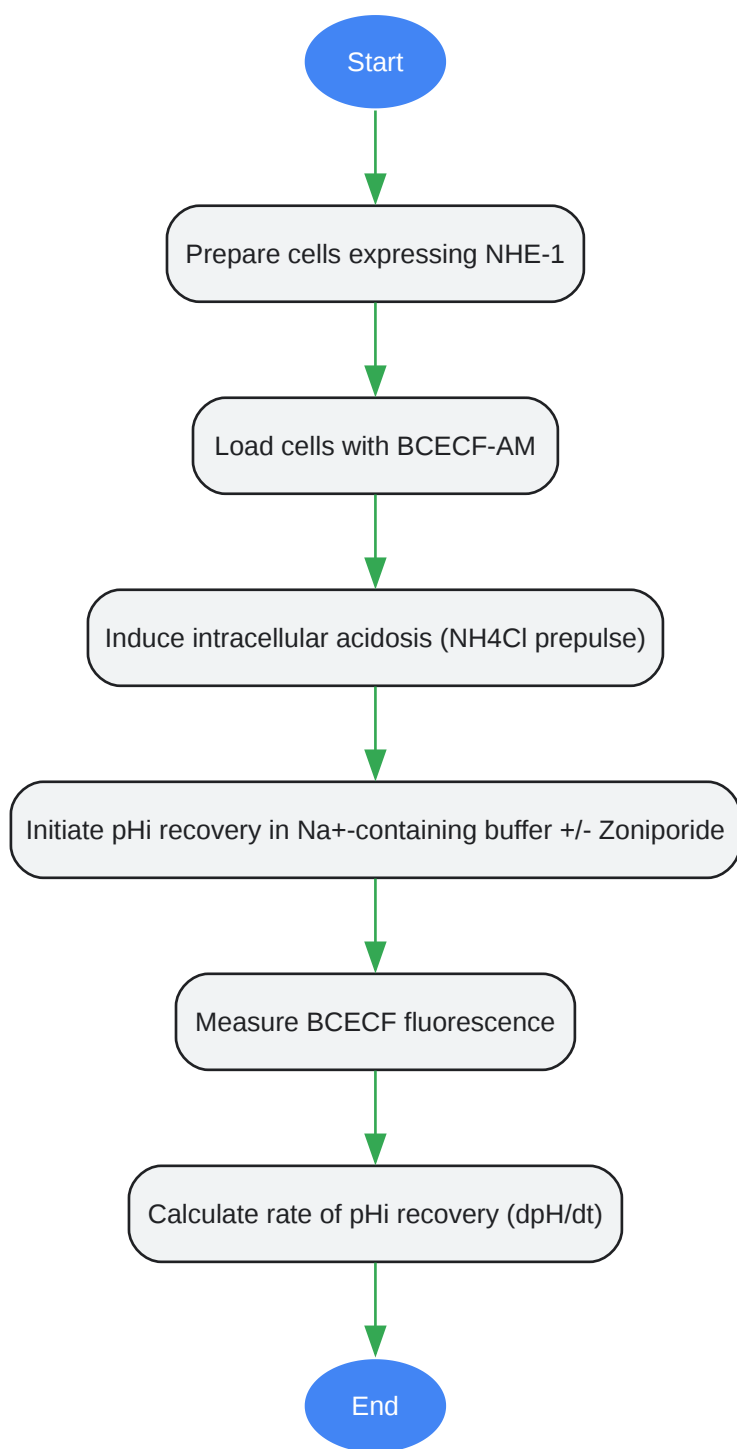 Start
Prepare cells expressing NHE-1
Load cells with BCECF-AM
Induce intracellular acidosis (NH4Cl prepulse)
Initiate pHi recovery in Na+-containing buffer +/- Zoniporide
Measure BCECF fluorescence
Calculate rate of pHi recovery (dpH/dt)
End